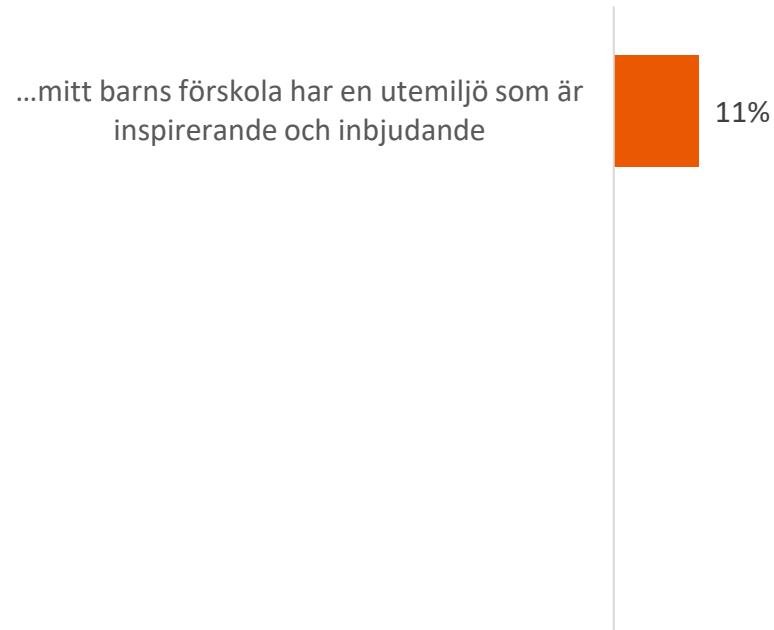 …mitt barns förskola har en utemiljö som är
inspirerande och inbjudande
11%